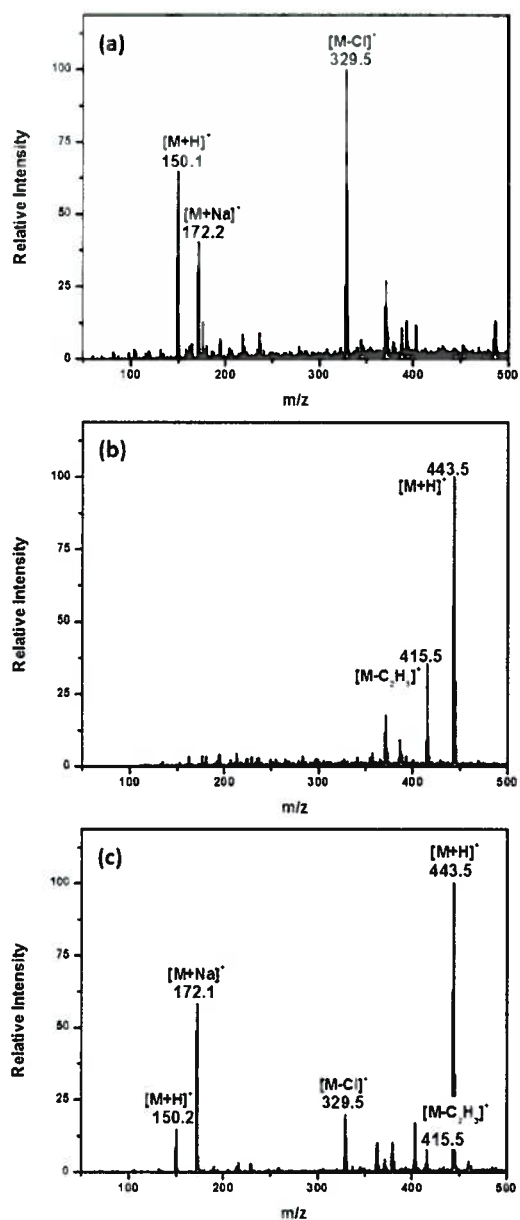 (a)
[M-Cl]⁺
329.5
[M+H]⁺
150.1
[M+Na]⁺
172.2
Relative Intensity
100
75
50
25
0
100 200 300 400 500
m/z
(b)
443.5
[M+H]⁺
415.5
[M-C₂H₃]⁺
Relative Intensity
100
75
50
25
0
100 200 300 400 500
m/z
(c)
[M+H]⁺
443.5
[M+Na]⁺
172.1
[M+H]⁺
150.2
[M-Cl]⁺
329.5
[M-C₂H₃]⁺
415.5
Relative Intensity
100
75
50
25
0
100 200 300 400 500
m/z